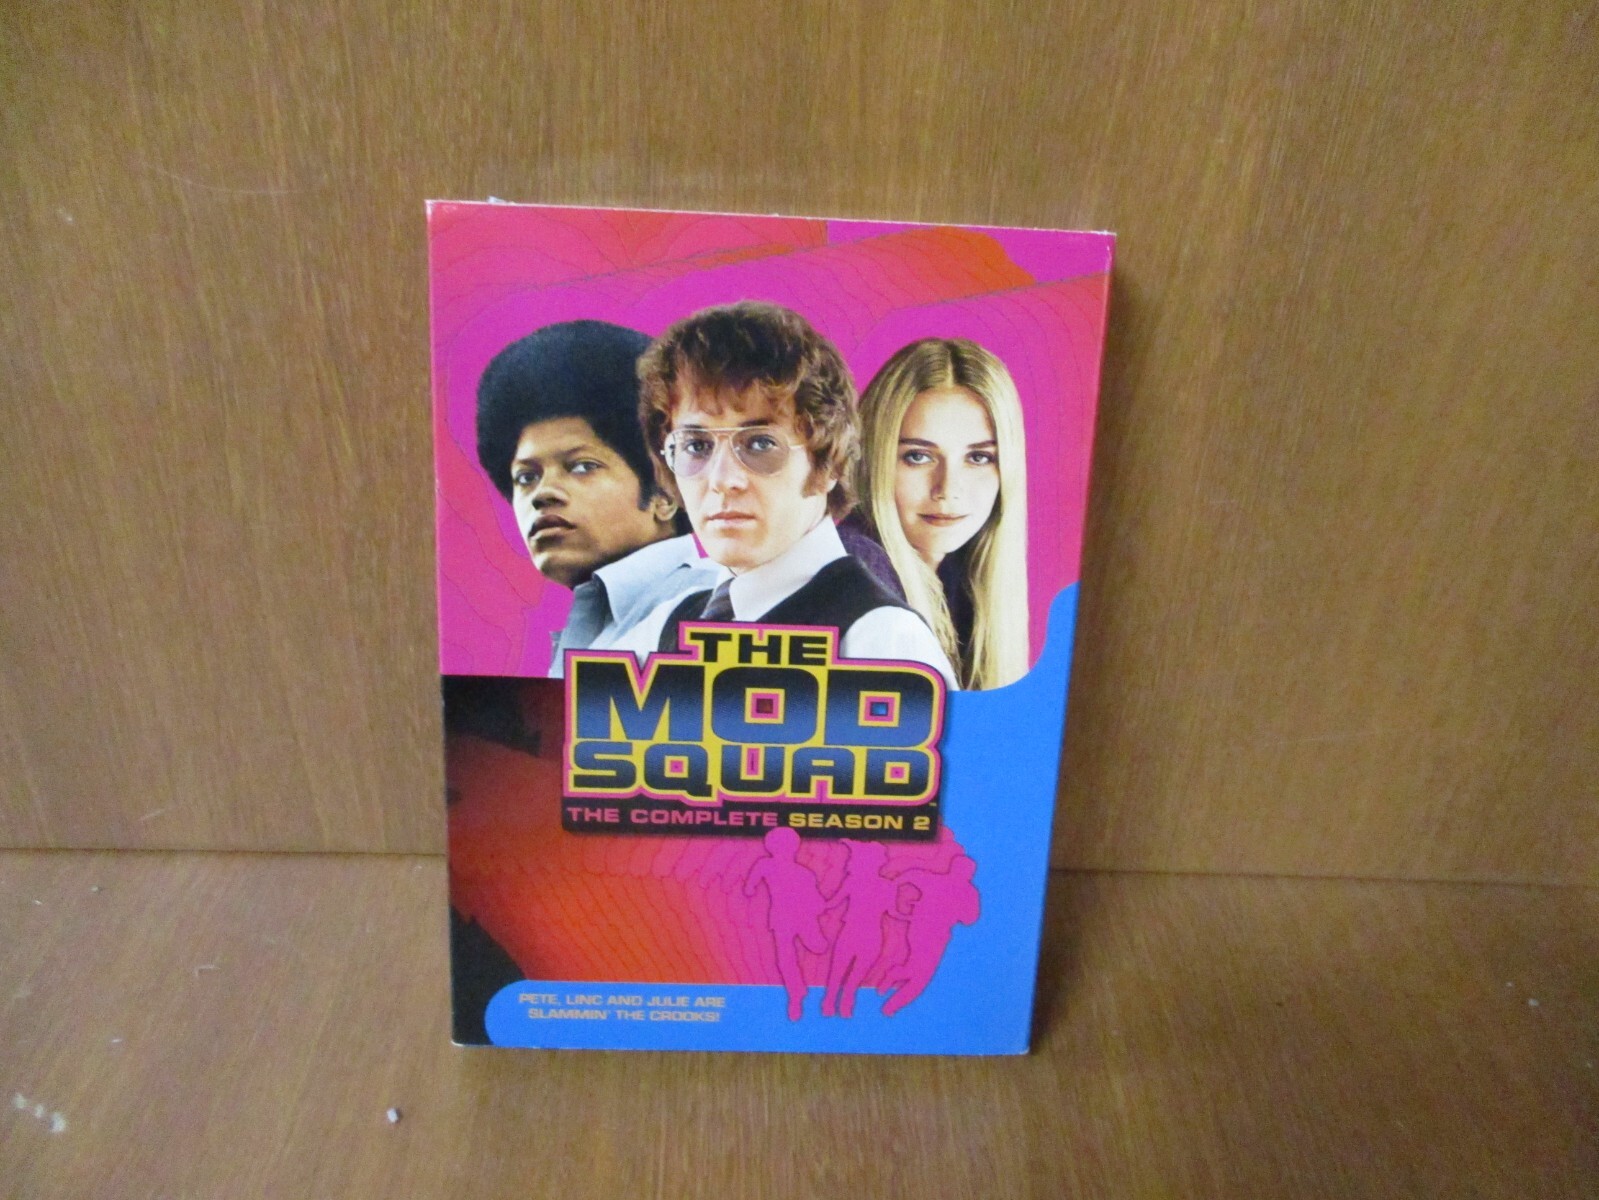 THE
MOD
SQUAD
THE COMPLETE SEASON 2
PETE, LINC AND JULIE ARE
SLAMMIN' THE CROOKS!